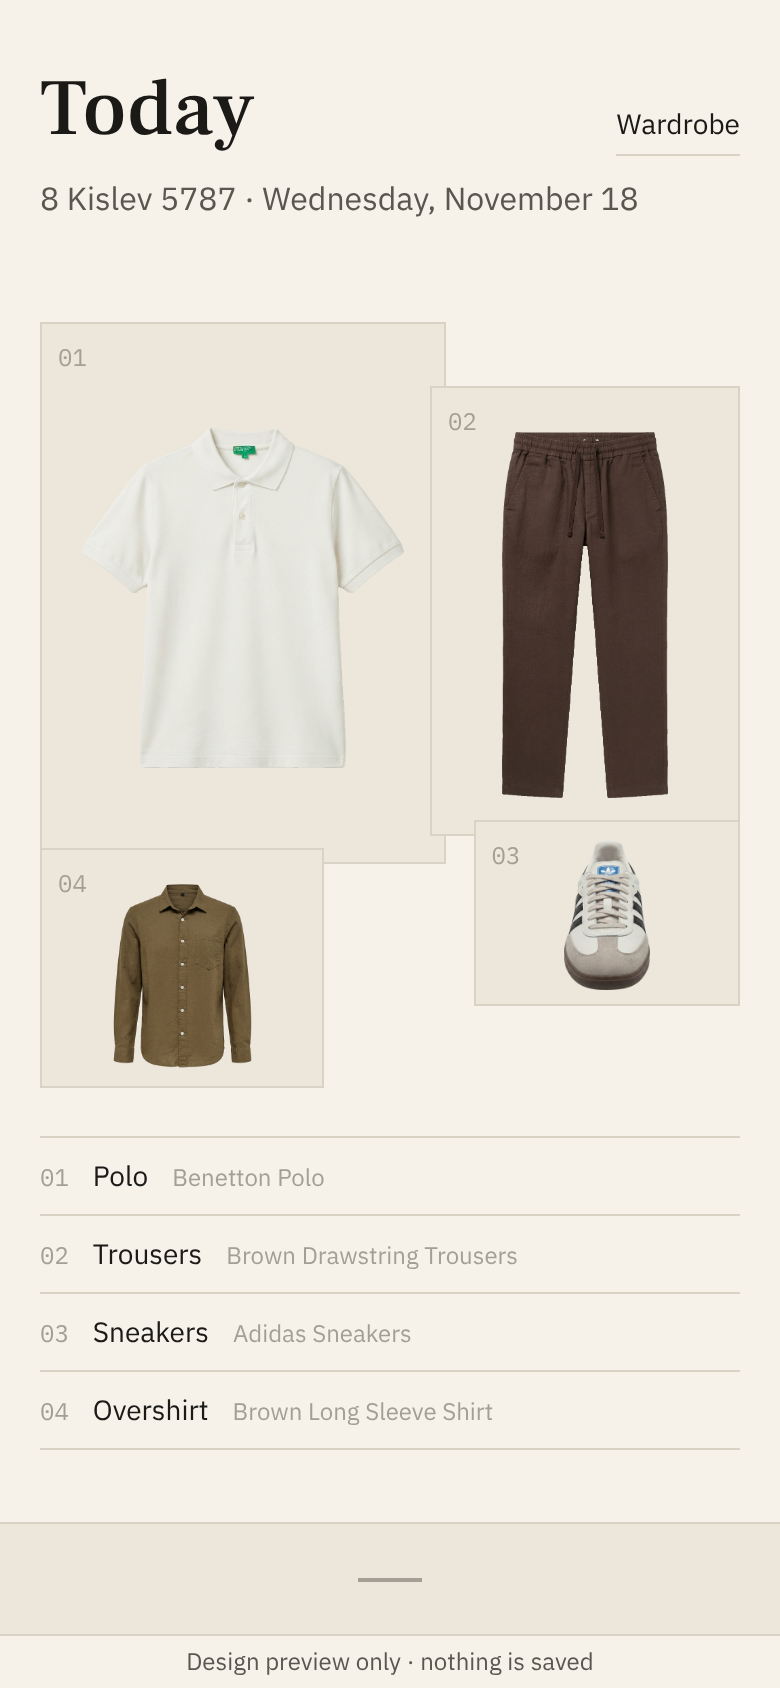 Today
Wardrobe
8 Kislev 5787 · Wednesday, November 18
01
02
03
04
01 Polo Benetton Polo
02 Trousers Brown Drawstring Trousers
03 Sneakers Adidas Sneakers
04 Overshirt Brown Long Sleeve Shirt
Design preview only · nothing is saved